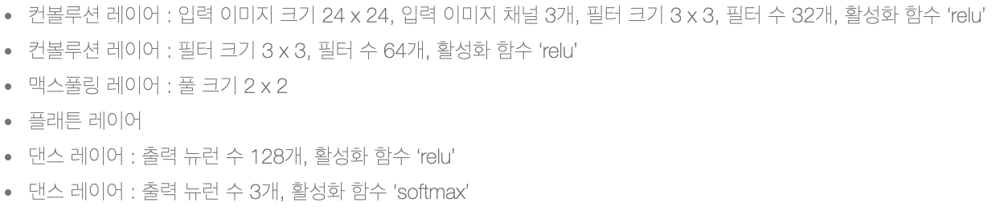 • 컨볼루션 레이어 : 입력 이미지 크기 24 x 24, 입력 이미지 채널 3개, 필터 크기 3 x 3, 필터 수 32개, 활성화 함수 ‘relu’
• 컨볼루션 레이어 : 필터 크기 3 x 3, 필터 수 64개, 활성화 함수 ‘relu’
• 맥스풀링 레이어 : 풀 크기 2 x 2
• 플래튼 레이어
• 댄스 레이어 : 출력 뉴런 수 128개, 활성화 함수 ‘relu’
• 댄스 레이어 : 출력 뉴런 수 3개, 활성화 함수 ‘softmax’